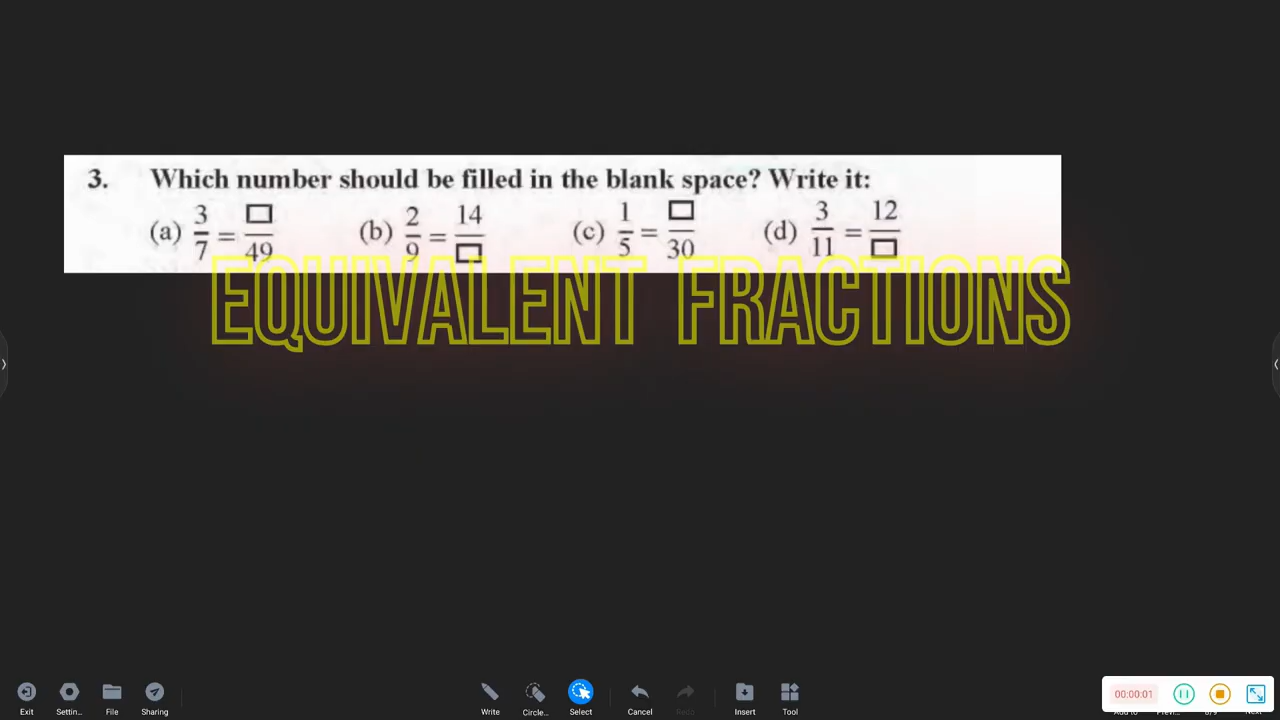 3. Which number should be filled in the blank space? Write it:
(a) 3/7 = □/49 (b) 2/9 = 14/□ (c) 1/5 = □/30 (d) 3/11 = 12/□
EQUIVALENT FRACTIONS
Exit Settin... File Sharing Write Circle... Select Cancel Redo Insert Tool
00:00:01